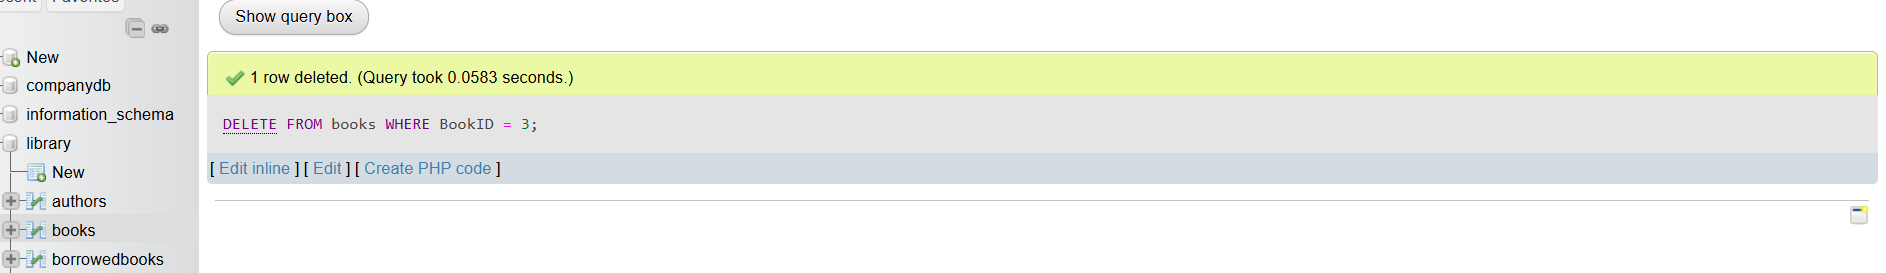 Favorites
Show query box
New
companydb
information_schema
library
New
authors
books
borrowedbooks
1 row deleted. (Query took 0.0583 seconds.)
DELETE FROM books WHERE BookID = 3;
[ Edit inline ] [ Edit ] [ Create PHP code ]